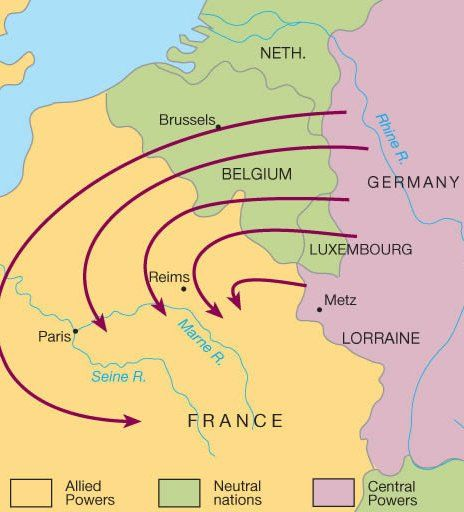 NETH.
Brussels
Rhine R.
BELGIUM
GERMANY
LUXEMBOURG
Reims
Metz
Paris
Marne R.
LORRAINE
Seine R.
FRANCE
Allied
Powers
Neutral
nations
Central
Powers